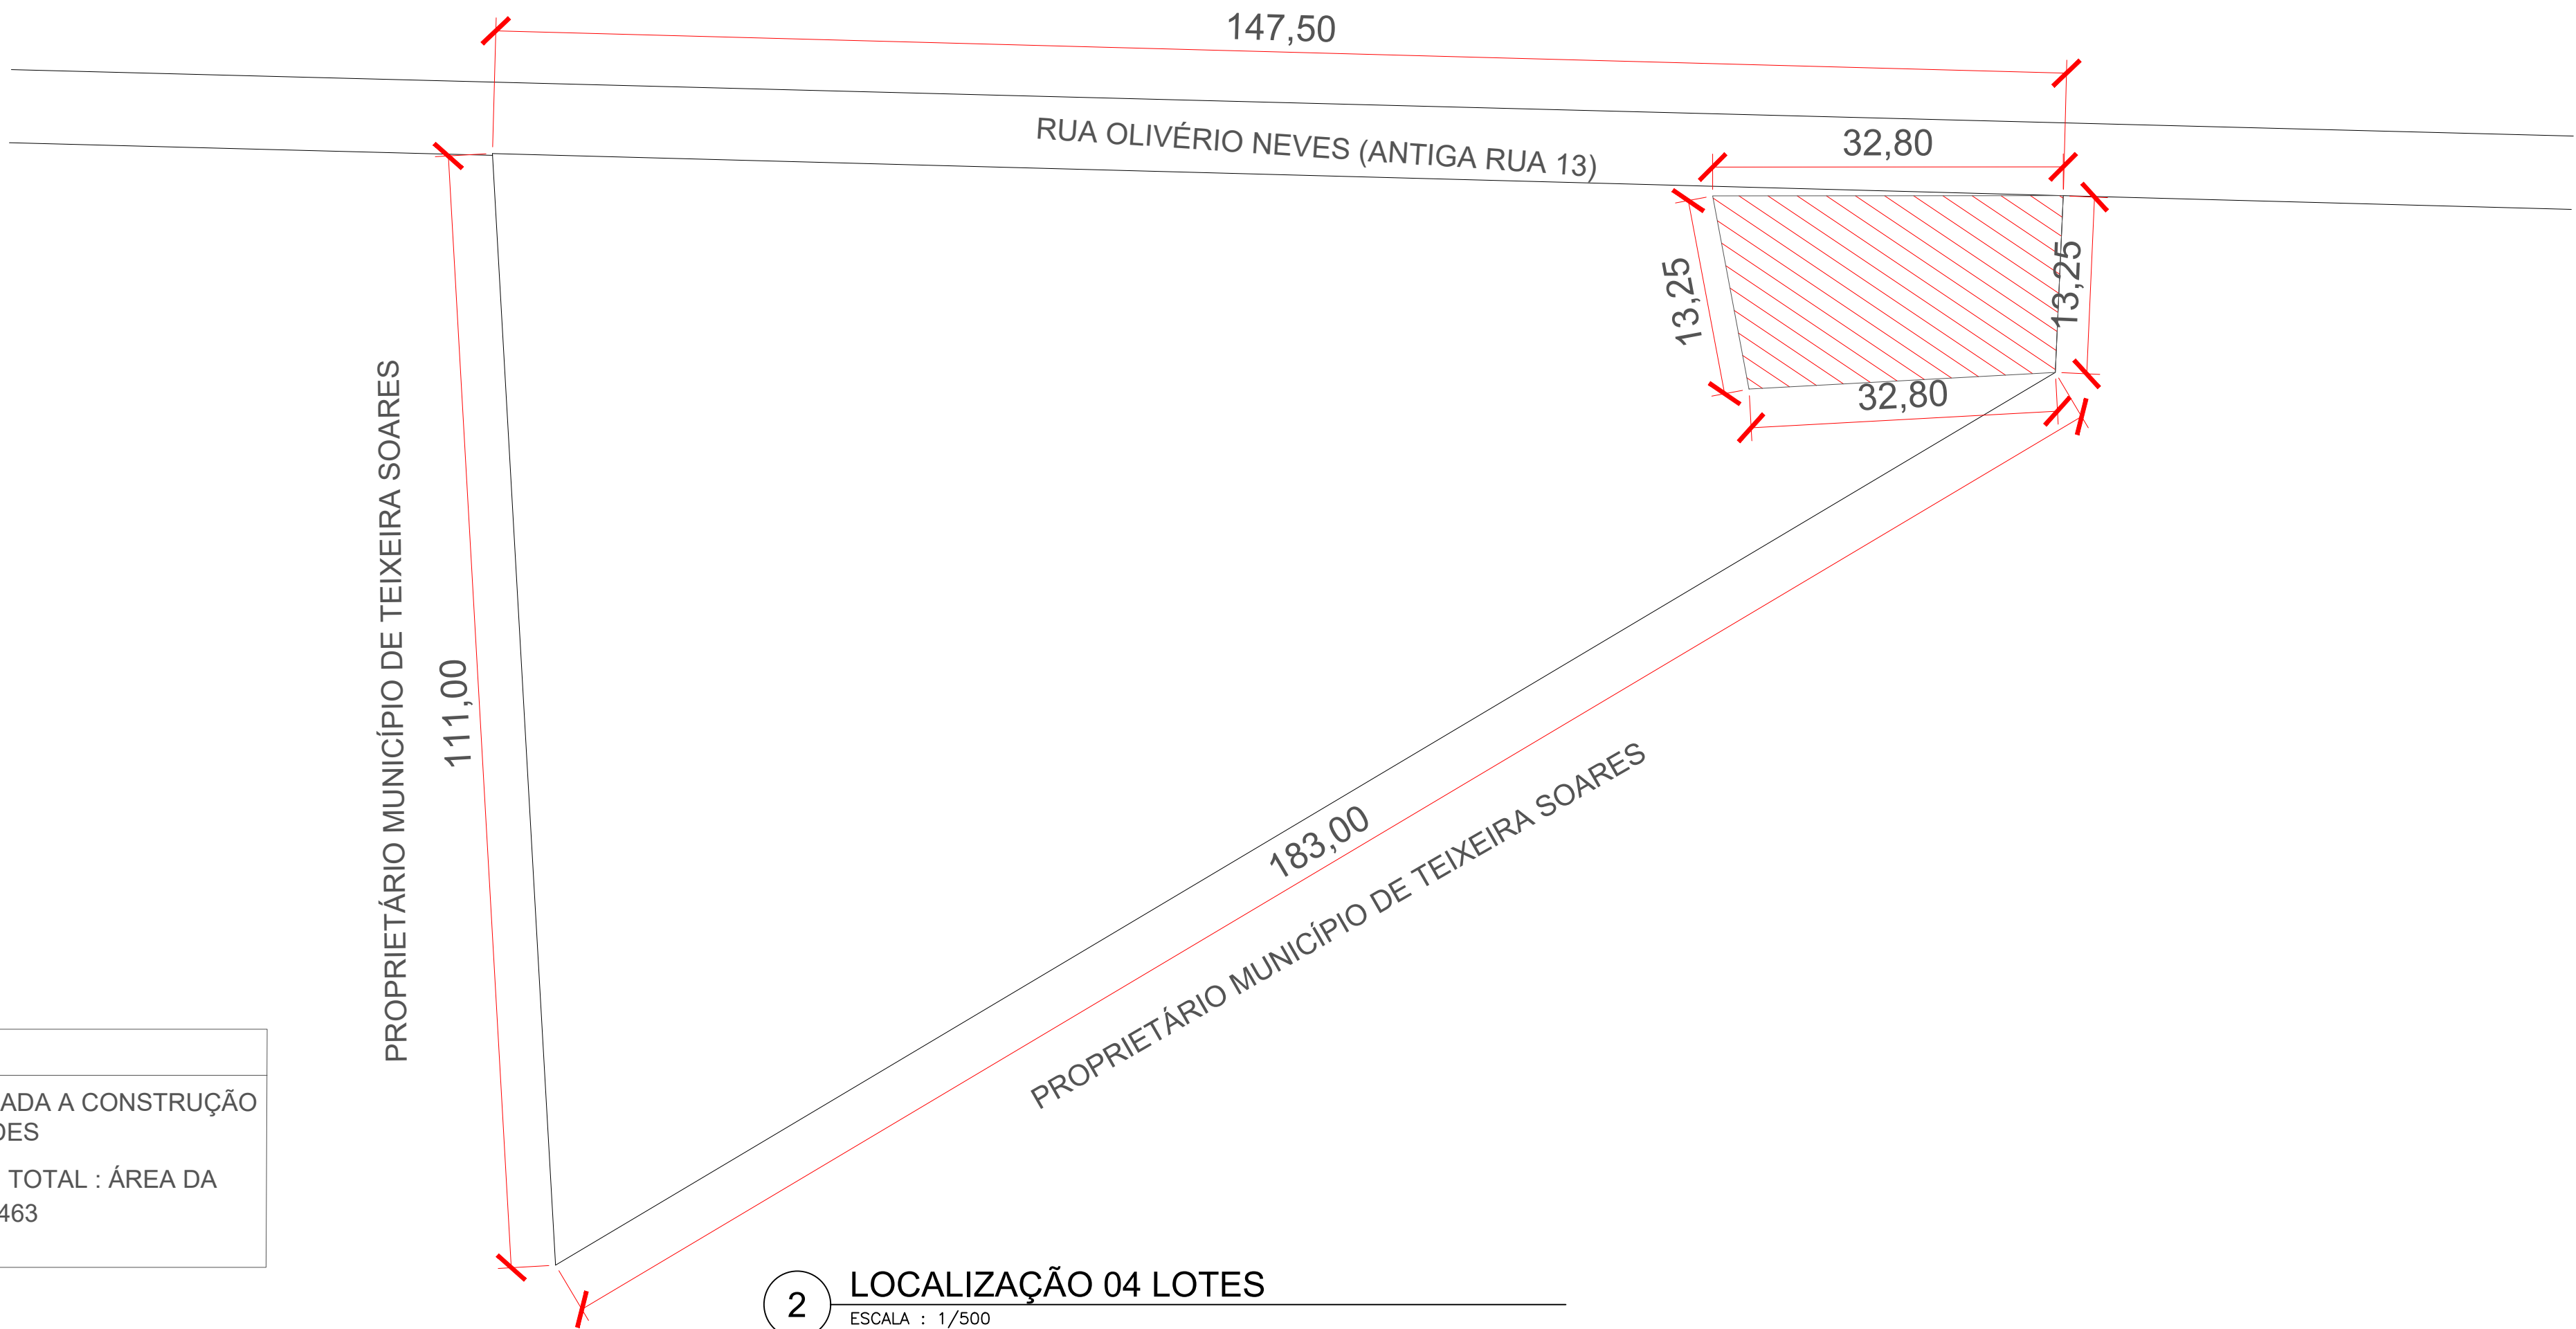 147,50
RUA OLIVÉRIO NEVES (ANTIGA RUA 13)
32,80
13,25
13,25
32,80
PROPRIETÁRIO MUNICÍPIO DE TEIXEIRA SOARES
111,00
183,00
PROPRIETÁRIO MUNICÍPIO DE TEIXEIRA SOARES
ADA A CONSTRUÇÃO
DES
TOTAL : ÁREA DA
463
2
LOCALIZAÇÃO 04 LOTES
ESCALA : 1/500